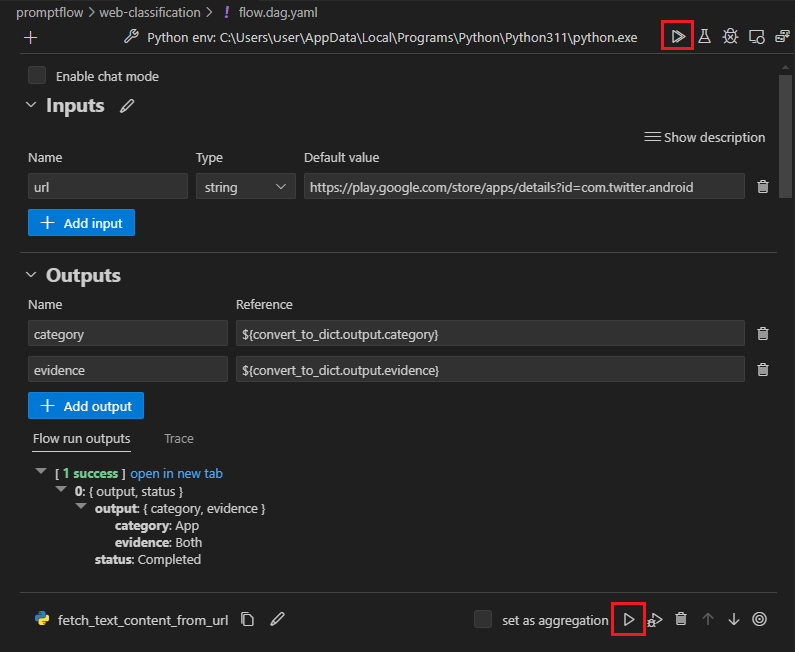 promptflow > web-classification > ! flow.dag.yaml
Python env: C:\Users\user\AppData\Local\Programs\Python\Python311\python.exe
Enable chat mode
Inputs
Show description
Name Type Default value
url string https://play.google.com/store/apps/details?id=com.twitter.android
+ Add input
Outputs
Name Reference
category ${convert_to_dict.output.category}
evidence ${convert_to_dict.output.evidence}
+ Add output
Flow run outputs Trace
[ 1 success ] open in new tab
0: { output, status }
output: { category, evidence }
category: App
evidence: Both
status: Completed
fetch_text_content_from_url set as aggregation